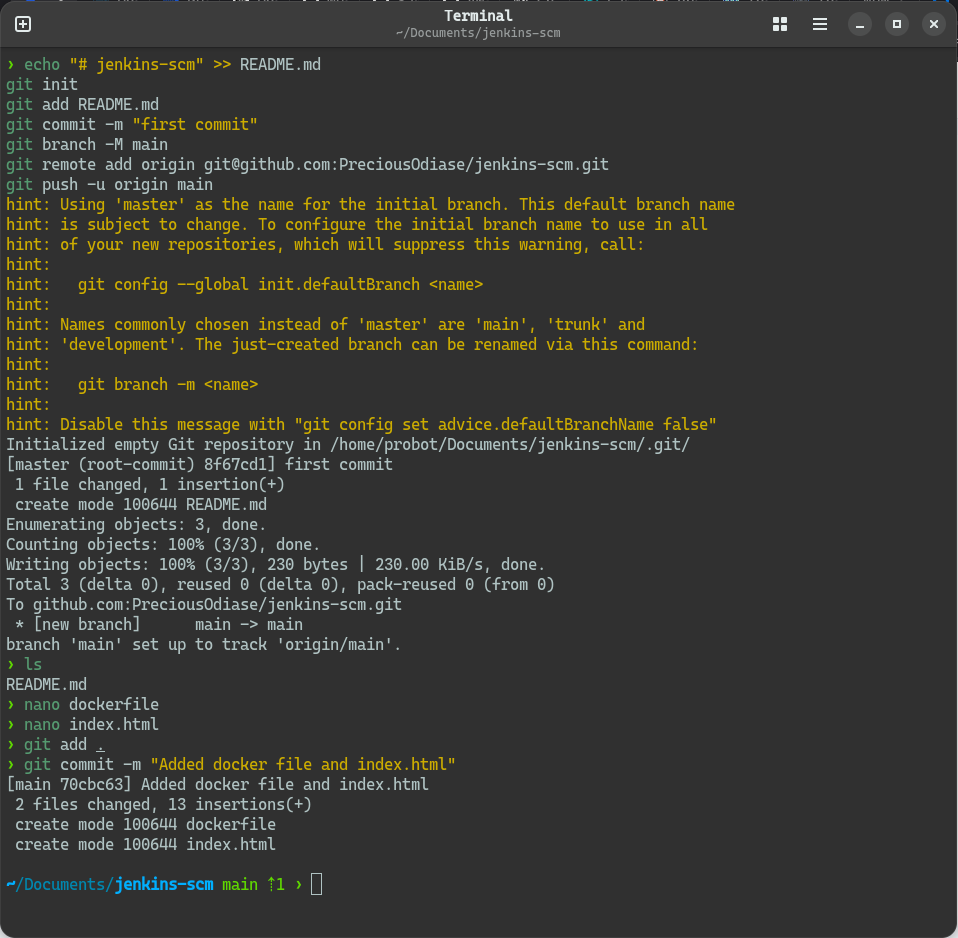 Terminal
~/Documents/jenkins-scm
› echo "# jenkins-scm" >> README.md
git init
git add README.md
git commit -m "first commit"
git branch -M main
git remote add origin git@github.com:PreciousOdiase/jenkins-scm.git
git push -u origin main
hint: Using 'master' as the name for the initial branch. This default branch name
hint: is subject to change. To configure the initial branch name to use in all
hint: of your new repositories, which will suppress this warning, call:
hint:
hint:   git config --global init.defaultBranch <name>
hint:
hint: Names commonly chosen instead of 'master' are 'main', 'trunk' and
hint: 'development'. The just-created branch can be renamed via this command:
hint:
hint:   git branch -m <name>
hint:
hint: Disable this message with "git config set advice.defaultBranchName false"
Initialized empty Git repository in /home/probot/Documents/jenkins-scm/.git/
[master (root-commit) 8f67cd1] first commit
 1 file changed, 1 insertion(+)
 create mode 100644 README.md
Enumerating objects: 3, done.
Counting objects: 100% (3/3), done.
Writing objects: 100% (3/3), 230 bytes | 230.00 KiB/s, done.
Total 3 (delta 0), reused 0 (delta 0), pack-reused 0 (from 0)
To github.com:PreciousOdiase/jenkins-scm.git
 * [new branch]      main -> main
branch 'main' set up to track 'origin/main'.
› ls
README.md
› nano dockerfile
› nano index.html
› git add .
› git commit -m "Added docker file and index.html"
[main 70cbc63] Added docker file and index.html
 2 files changed, 13 insertions(+)
 create mode 100644 dockerfile
 create mode 100644 index.html
~/Documents/jenkins-scm main ⇡1 ›